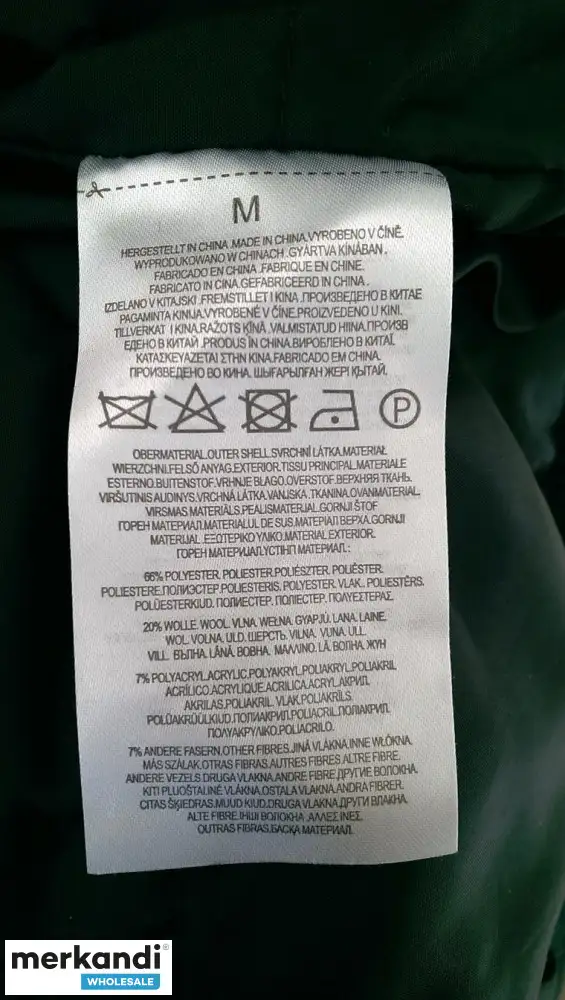 M
HERGESTELLT IN CHINA .MADE IN CHINA.VYROBENO V ČÍNĚ.
WYPRODUKOWANO W CHINACH .GYÁRTVA KÍNÁBAN .
FABRICADO EN CHINA .FABRIQUE EN CHINE.
FABRICATO IN CINA.GEFABRICEERD IN CHINA.
IZDELANO V KITAJSKI .FREMSTILLET I KINA .ПРОИЗВЕДЕНО В КИТАЕ
PAGAMINTA KINIJA.VYROBENÉ V ČÍNE.PROIZVEDENO U KINI.
TILLVERKAT I KINA.RAŽOTS ĶĪNĀ .VALMISTATUD HIINA.ПРОИЗВ
ЕДЕНО В КИТАЙ .PRODUS ÎN CHINA.ВИРОБЛЕНО В КИТАЇ.
ΚΑΤΑΣΚΕΥΑΖΕΤΑΙ ΣΤΗΝ ΚΙΝΑ.FABRICADO EM CHINA.
ПРОИЗВЕДЕНО ВО КИНА. ШЫҒАРЫЛҒАН ЖЕРІ ҚЫТАЙ.
P
OBERMATERIAL.OUTER SHELL.SVRCHNÍ LÁTKA.MATERIAŁ
WIERZCHNI.FELSŐ ANYAG.EXTERIOR.TISSU PRINCIPAL.MATERIALE
ESTERNO.BUITENSTOF.VRHNJE BLAGO.OVERSTOF.ВЕРХНЯЯ ТКАНЬ.
VIRŠUTINIS AUDINYS.VRCHNÁ LÁTKA.VANJSKA .TKANINA.OVANMATERIAL.
VIRSMAS MATERIĀLS.PEALISMATERJAL.GORNJI ŠTOF
ГОРЕН МАТЕРИАЛ.MATERIALUL DE SUS.МАТЕРІАЛ ВЕРХА.GORNJI
MATERIJAL .ΕΞΩΤΕΡΙΚΟ ΥΛΙΚΟ.MATERIAL EXTERIOR.
ГОРЕН МАТЕРИЈАЛ.ҮСТІҢГІ МАТЕРИАЛ :
66% POLYESTER. POLIESTER.POLIÉSZTER. POLIÉSTER.
POLIESTERE.ПОЛИЭСТЕР.POLIESTERIS. POLYESTER. VLAK . POLIESTERS.
POLÜESTERKIUD. ПОЛИЕСТЕР. ПОЛІЕСТЕР. ΠΟΛΥΕΣΤΕΡΑΣ.
20% WOLLE. WOOL. VLNA. WEŁNA. GYAPJÚ. LANA. LAINE.
WOL. VOLNA. ULD. ШЕРСТЬ. VILNA. VUNA. ULL.
VILL. ВЪЛНА. LÂNĂ. ВОВНА. ΜΑΛΛΙΝΟ. LÃ. ВОЛНА. ЖҮН
7% POLYACRYL.ACRYLIC.POLYAKRYL.POLIAKRYL.POLIAKRIL
ACRÍLICO.ACRYLIQUE.ACRILICA.ACRYL.АКРИЛ.
AKRILAS.POLIAKRIL. VLAK.POLIAKRILS.
POLÜAKRÜÜLKIUD.ПОЛИАКРИЛ.POLIACRIL.ПОЛІАКРИЛ.
ΠΟΛΥΑΚΡΥΛΙΚΟ.POLIACRILO.
7% ANDERE FASERN.OTHER FIBRES.JINÁ VLÁKNA.INNE WŁÓKNA.
MÁS SZÁLAK.OTRAS FIBRAS.AUTRES FIBRES.ALTRE FIBRE.
ANDERE VEZELS.DRUGA VLAKNA.ANDRE FIBRE.ДРУГИЕ ВОЛОКНА.
KITI PLUOŠTAI.INÉ VLÁKNA.OSTALA VLAKNA.ANDRA FIBRER.
CITAS ŠĶIEDRAS.MUUD KIUD.DRUGA VLAKNA.ДРУГИ ВЛАКНА.
ALTE FIBRE.ІНШІ ВОЛОКНА .ΑΛΛΕΣ ΙΝΕΣ.
OUTRAS FIBRAS.БАСҚА МАТЕРИАЛ.
merkandi®
WHOLESALE